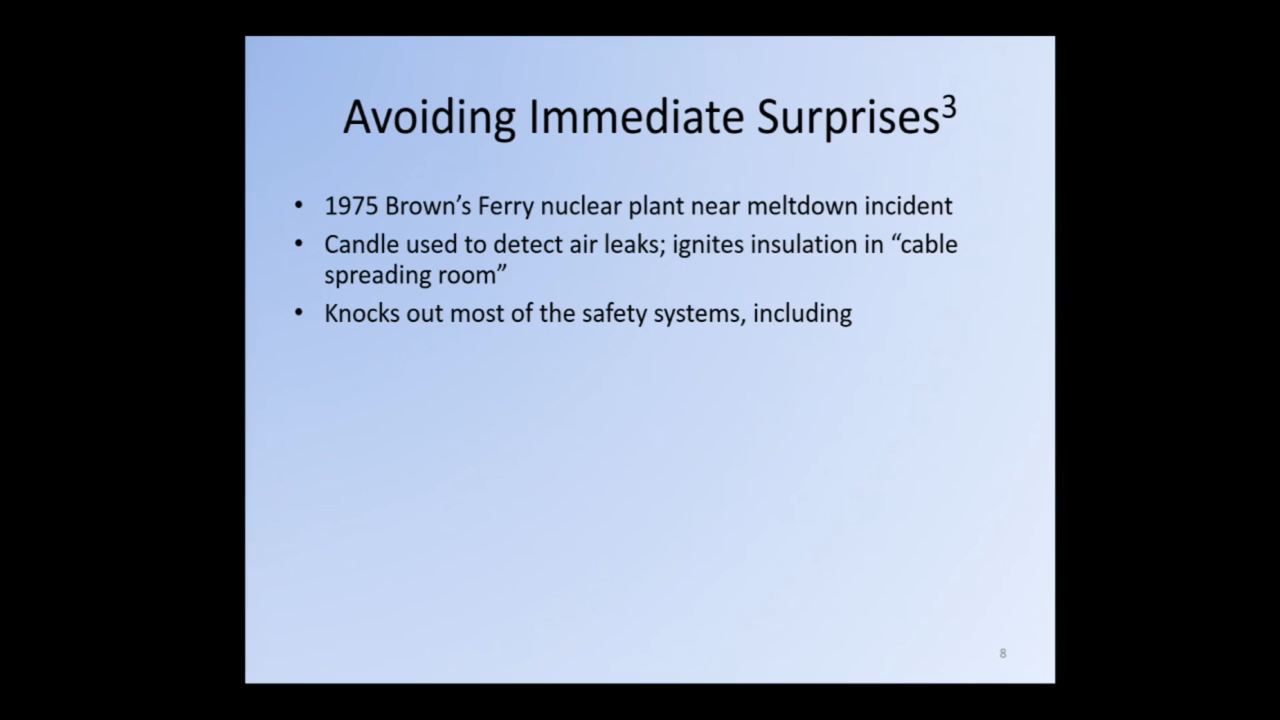 Avoiding Immediate Surprises³
• 1975 Brown’s Ferry nuclear plant near meltdown incident
• Candle used to detect air leaks; ignites insulation in “cable
spreading room”
• Knocks out most of the safety systems, including
8